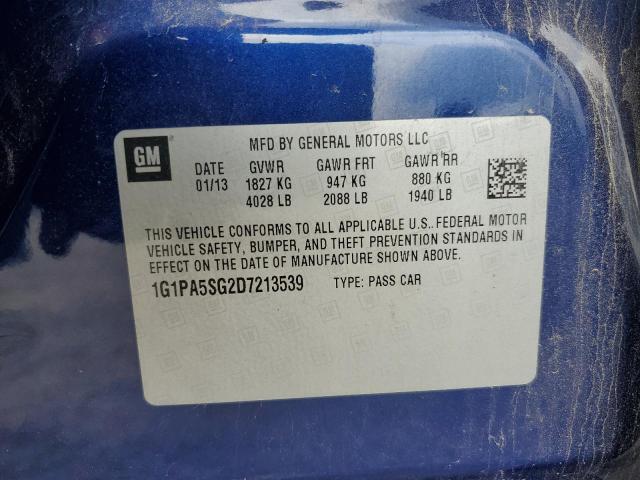 GM
MFD BY GENERAL MOTORS LLC
DATE GVWR GAWR FRT GAWR RR
01/13 1827 KG 947 KG 880 KG
4028 LB 2088 LB 1940 LB
THIS VEHICLE CONFORMS TO ALL APPLICABLE U.S. FEDERAL MOTOR
VEHICLE SAFETY, BUMPER, AND THEFT PREVENTION STANDARDS IN
EFFECT ON THE DATE OF MANUFACTURE SHOWN ABOVE.
1G1PA5SG2D7213539 TYPE: PASS CAR